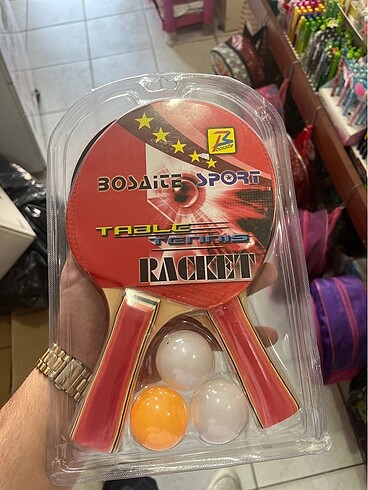 BOSAITE SPORT
TABLE
TENNIS
RACKET